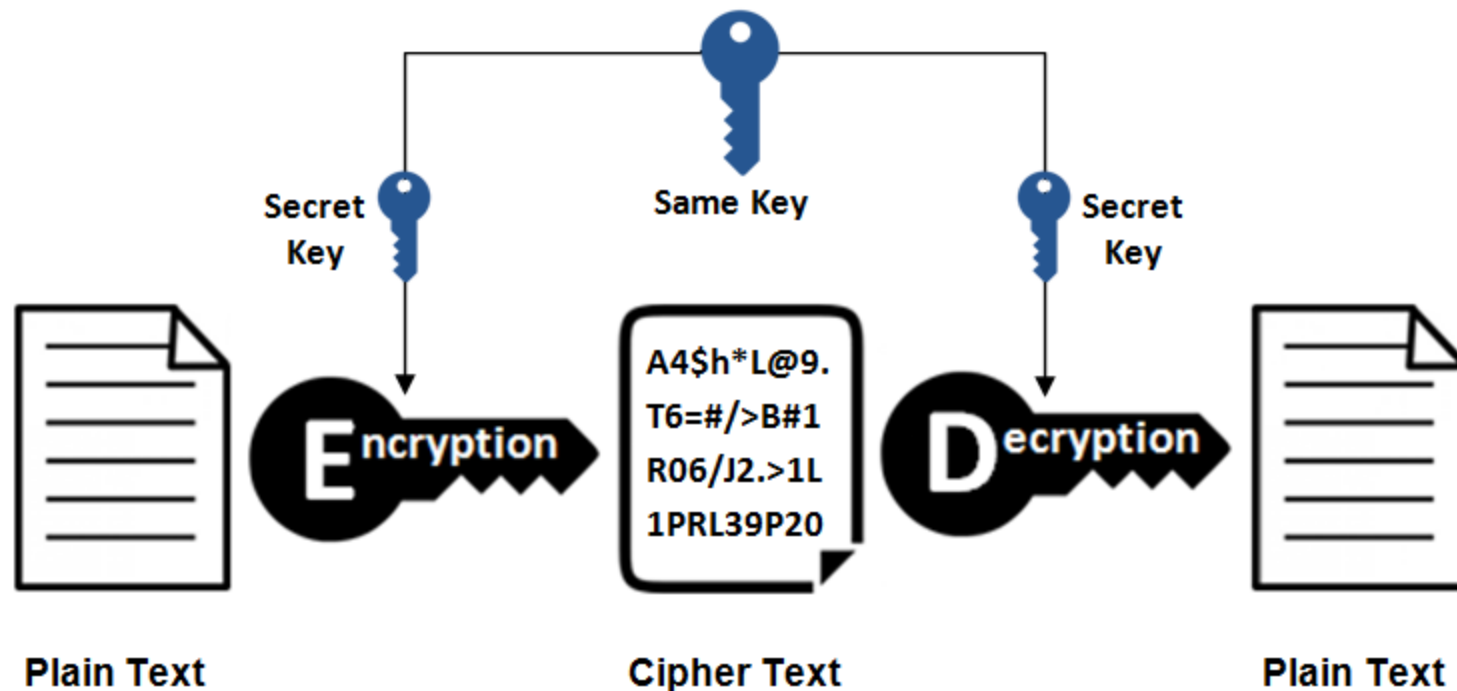 Same Key
Secret
Key
Secret
Key
Encryption
A4$h*L@9.
T6=#/>B#1
R06/J2.>1L
1PRL39P20
Decryption
Plain Text
Cipher Text
Plain Text